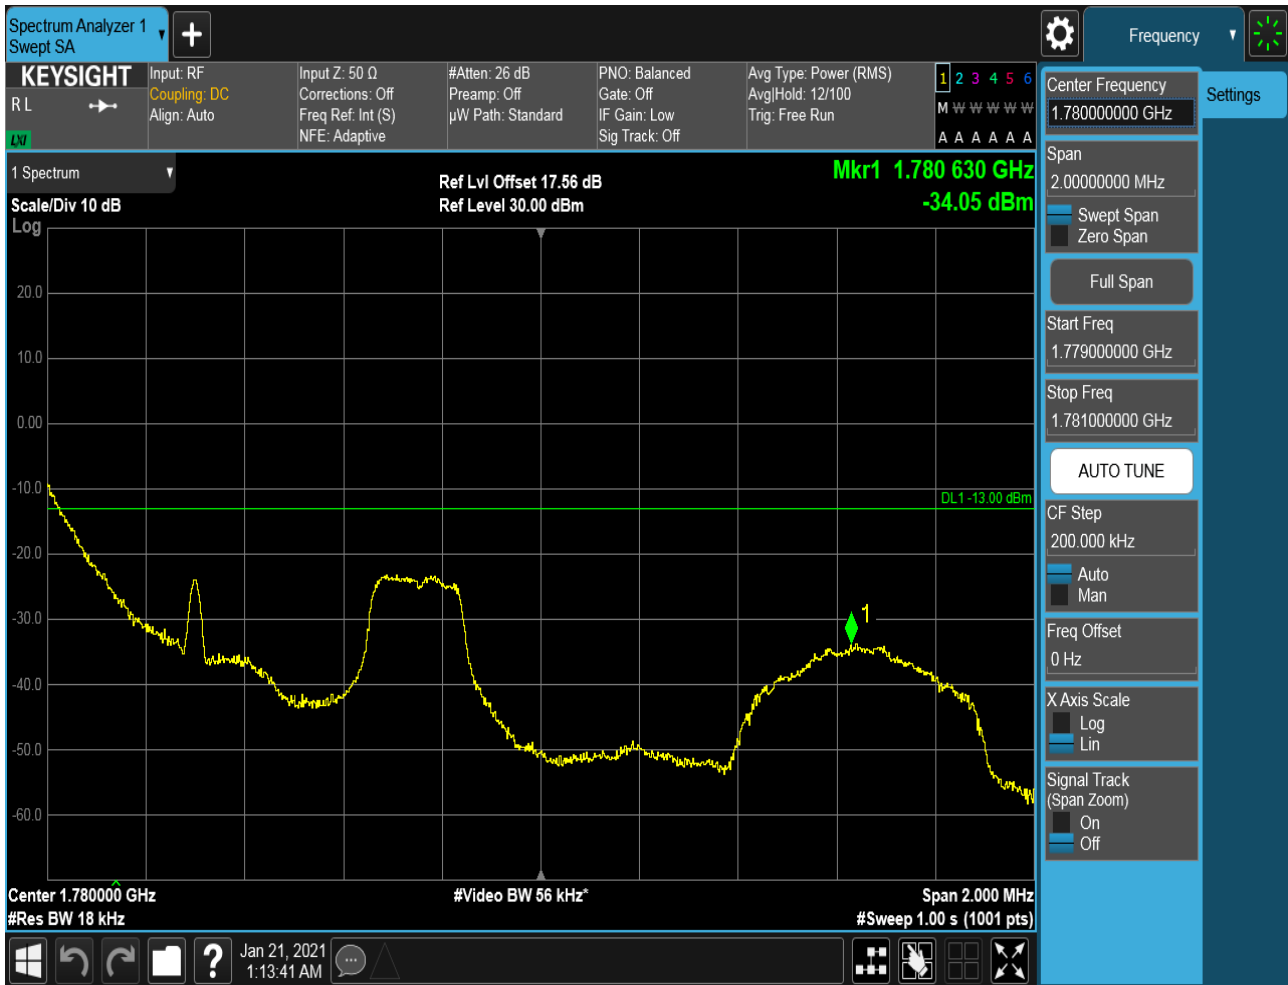 Spectrum Analyzer 1
Swept SA
+
Frequency
KEYSIGHT
R L
LXI
Input: RF
Coupling: DC
Align: Auto
Input Z: 50 Ω
Corrections: Off
Freq Ref: Int (S)
NFE: Adaptive
#Atten: 26 dB
Preamp: Off
µW Path: Standard
PNO: Balanced
Gate: Off
IF Gain: Low
Sig Track: Off
Avg Type: Power (RMS)
Avg|Hold: 12/100
Trig: Free Run
1 2 3 4 5 6
M W W W W W
A A A A A A
1 Spectrum
Scale/Div 10 dB
Log
Ref Lvl Offset 17.56 dB
Ref Level 30.00 dBm
Mkr1 1.780 630 GHz
-34.05 dBm
20.0
10.0
0.00
-10.0
-20.0
-30.0
-40.0
-50.0
-60.0
DL1 -13.00 dBm
1
Center 1.780000 GHz
#Res BW 18 kHz
#Video BW 56 kHz*
Span 2.000 MHz
#Sweep 1.00 s (1001 pts)
Center Frequency
1.780000000 GHz
Span
2.00000000 MHz
Swept Span
Zero Span
Full Span
Start Freq
1.779000000 GHz
Stop Freq
1.781000000 GHz
AUTO TUNE
CF Step
200.000 kHz
Auto
Man
Freq Offset
0 Hz
X Axis Scale
Log
Lin
Signal Track
(Span Zoom)
On
Off
Settings
?
Jan 21, 2021
1:13:41 AM